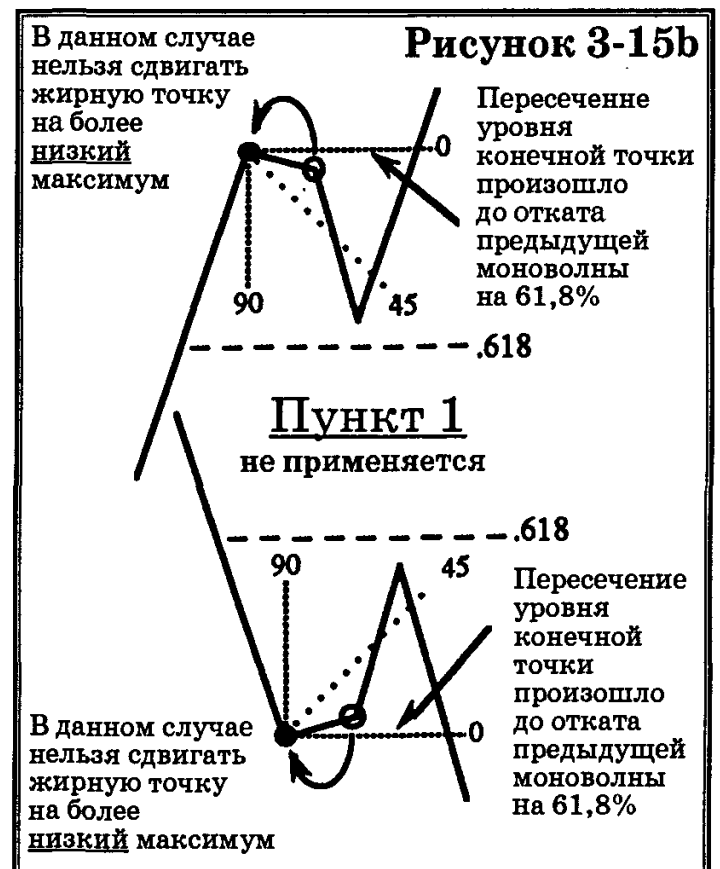 Рисунок 3-15b
В данном случае
нельзя сдвигать
жирную точку
на более
низкий
максимум
Пересеченне
уровня
конечной точки
произошло
до отката
предыдущей
моноволны
на 61,8%
0
90
45
.618
Пункт 1
не применяется
.618
90
45
Пересечение
уровня
конечной
точки
произошло
до отката
предыдущей
моноволны
на 61,8%
0
В данном случае
нельзя сдвигать
жирную точку
на более
низкий максимум